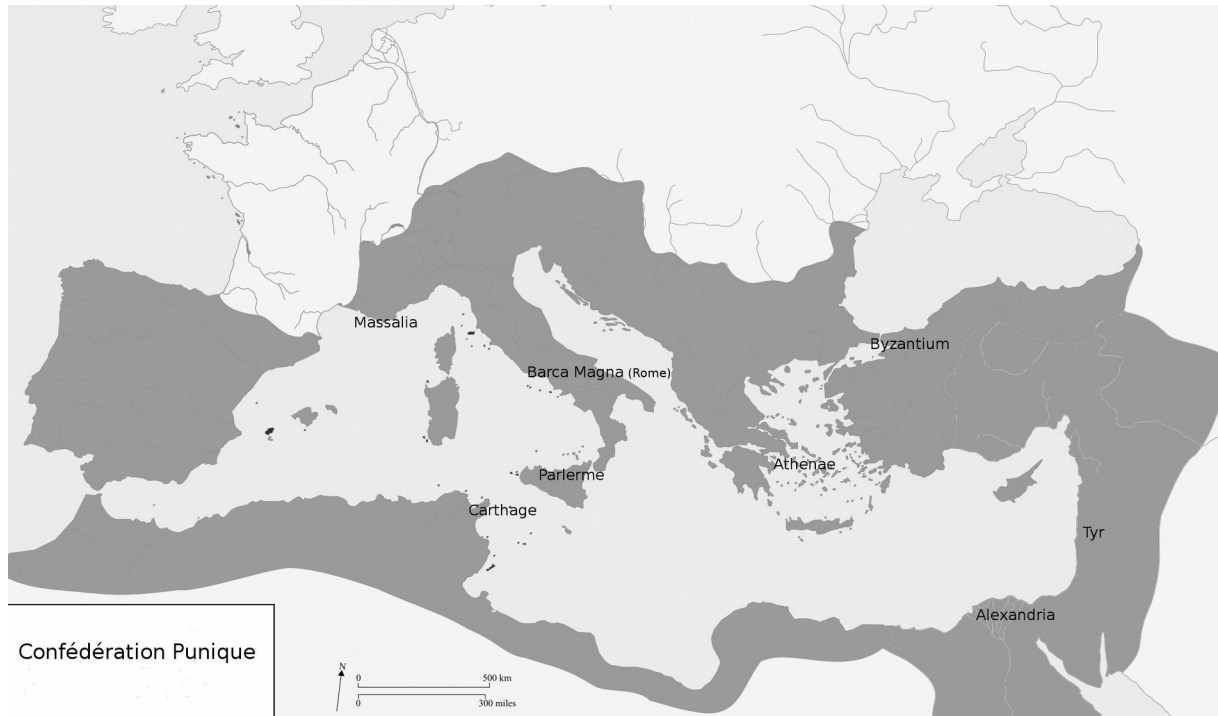 Massalia
Byzantium
Barca Magna (Rome)
Athenae
Parlerme
Carthage
Tyr
Alexandria
Confédération Punique
N
0 500 km
0 300 miles